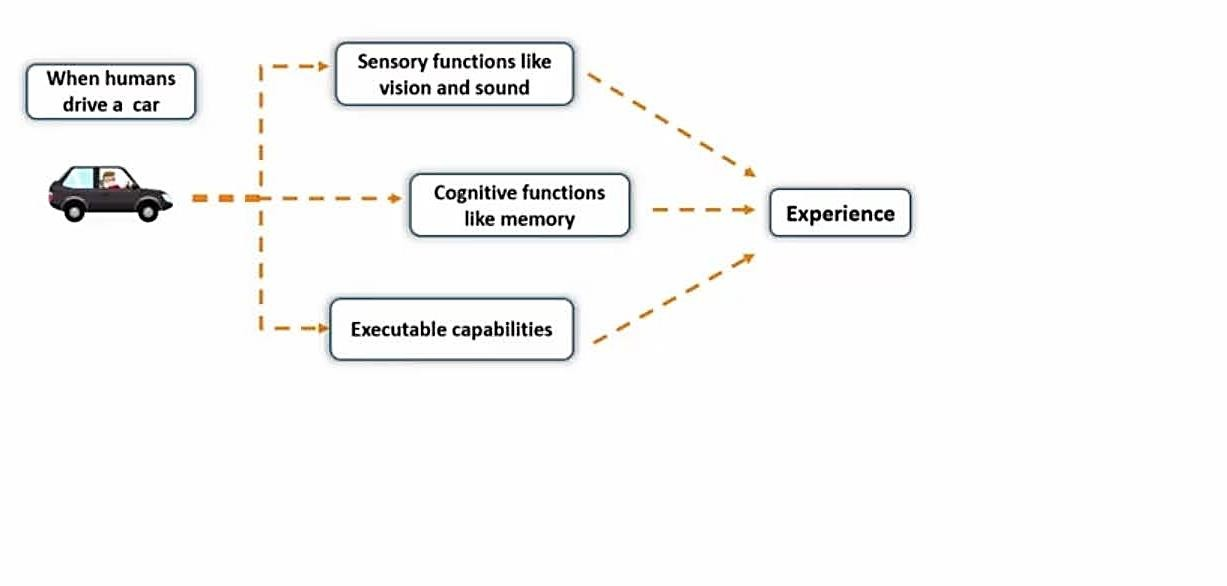 When humans
drive a car
Sensory functions like
vision and sound
Cognitive functions
like memory
Executable capabilities
Experience